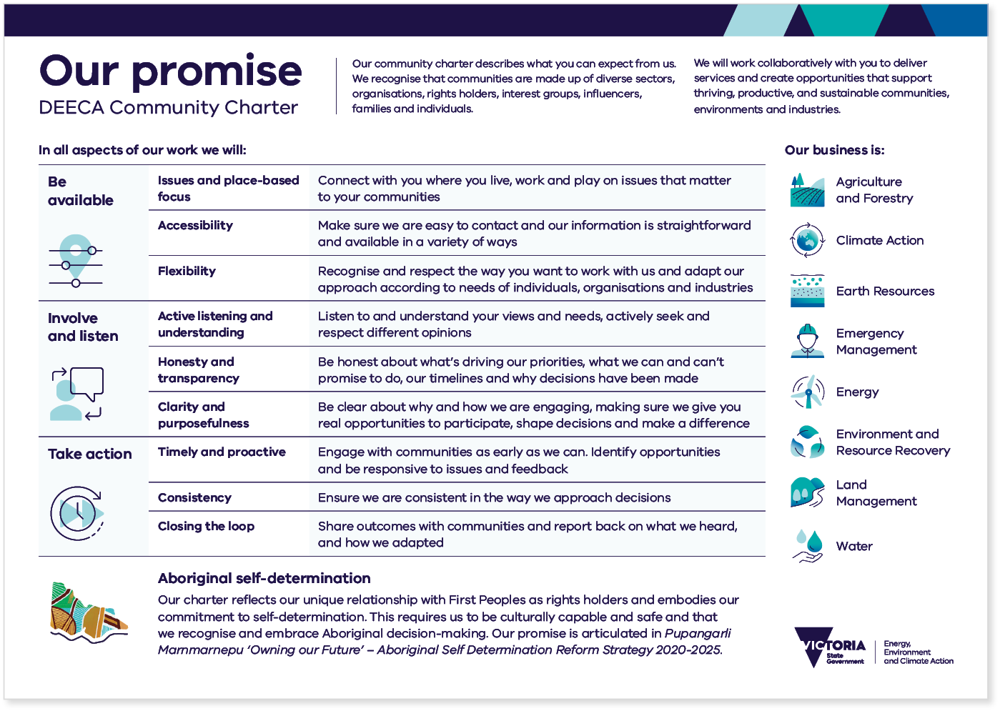 Our promise
DEECA Community Charter
Our community charter describes what you can expect from us.
We recognise that communities are made up of diverse sectors,
organisations, rights holders, interest groups, influencers,
families and individuals.
We will work collaboratively with you to deliver
services and create opportunities that support
thriving, productive, and sustainable communities,
environments and industries.
In all aspects of our work we will:
Be
available
Issues and place-based
focus
Connect with you where you live, work and play on issues that matter
to your communities
Accessibility
Make sure we are easy to contact and our information is straightforward
and available in a variety of ways
Flexibility
Recognise and respect the way you want to work with us and adapt our
approach according to needs of individuals, organisations and industries
Involve
and listen
Active listening and
understanding
Listen to and understand your views and needs, actively seek and
respect different opinions
Honesty and
transparency
Be honest about what's driving our priorities, what we can and can't
promise to do, our timelines and why decisions have been made
Clarity and
purposefulness
Be clear about why and how we are engaging, making sure we give you
real opportunities to participate, shape decisions and make a difference
Take action
Timely and proactive
Engage with communities as early as we can. Identify opportunities
and be responsive to issues and feedback
Consistency
Ensure we are consistent in the way we approach decisions
Closing the loop
Share outcomes with communities and report back on what we heard,
and how we adapted
Our business is:
Agriculture
and Forestry
Climate Action
Earth Resources
Emergency
Management
Energy
Environment and
Resource Recovery
Land
Management
Water
Aboriginal self-determination
Our charter reflects our unique relationship with First Peoples as rights holders and embodies our
commitment to self-determination. This requires us to be culturally capable and safe and that
we recognise and embrace Aboriginal decision-making. Our promise is articulated in Pupangarli
Marnmarnepu 'Owning our Future' – Aboriginal Self Determination Reform Strategy 2020-2025.
VICTORIA
State
Government
Energy,
Environment
and Climate Action